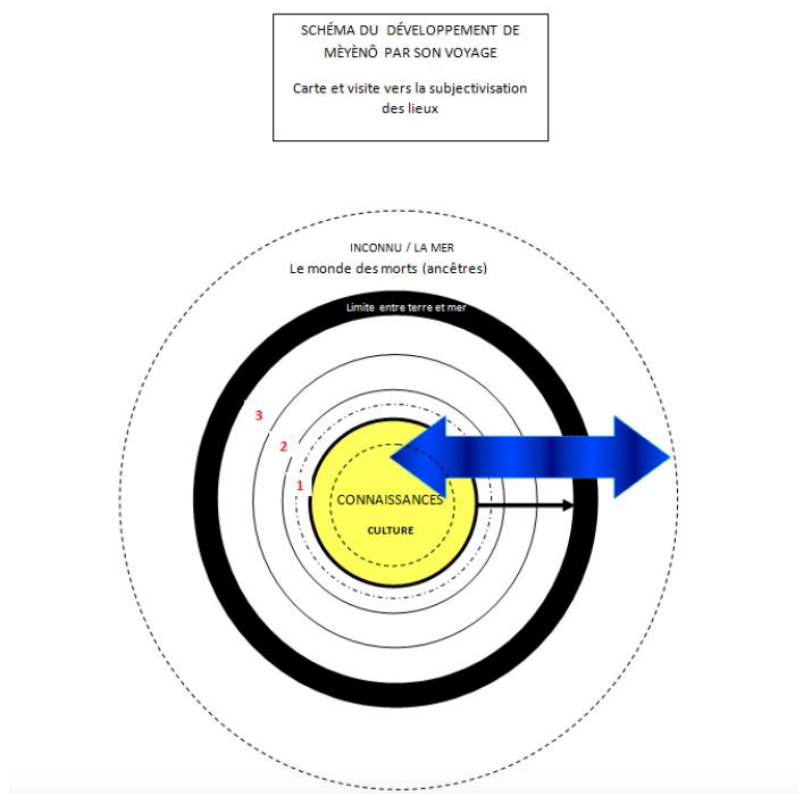 SCHÉMA DU DÉVELOPPEMENT DE
MÈYÈNÔ PAR SON VOYAGE
Carte et visite vers la subjectivisation
des lieux
INCONNU / LA MER
Le monde des morts (ancêtres)
Limite entre terre et mer
3
2
1
CONNAISSANCES
CULTURE